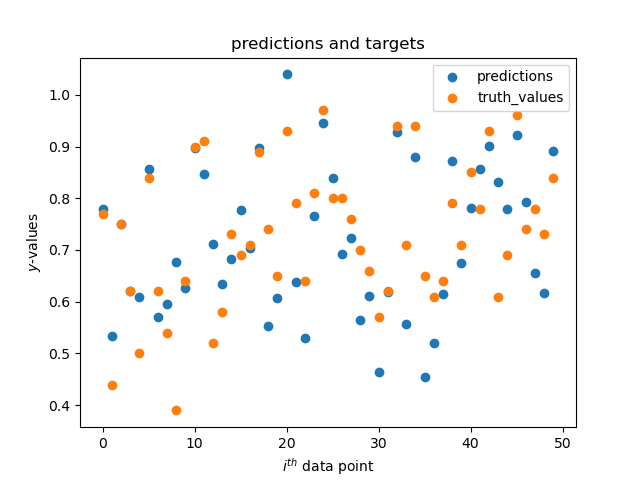 predictions and targets
predictions
truth_values
1.0
0.9
0.8
0.7
0.6
0.5
0.4
y-values
0 10 20 30 40 50
i^th data point